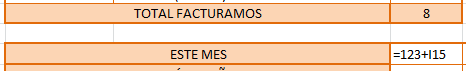 TOTAL FACTURAMOS 8
ESTE MES =123+I15